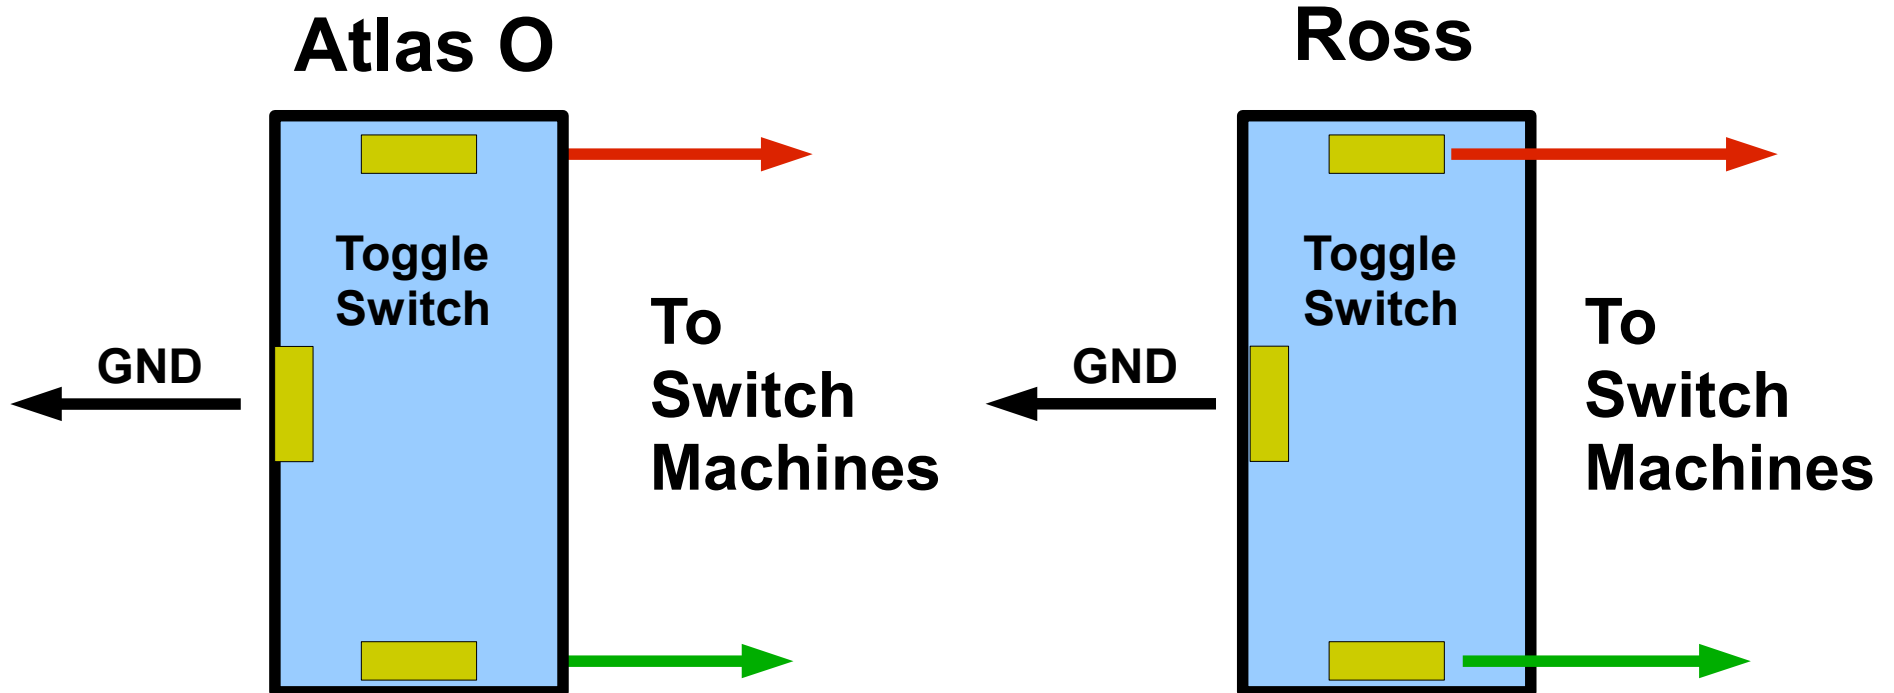 Atlas O
Ross
Toggle
Switch
GND
To
Switch
Machines
Toggle
Switch
GND
To
Switch
Machines